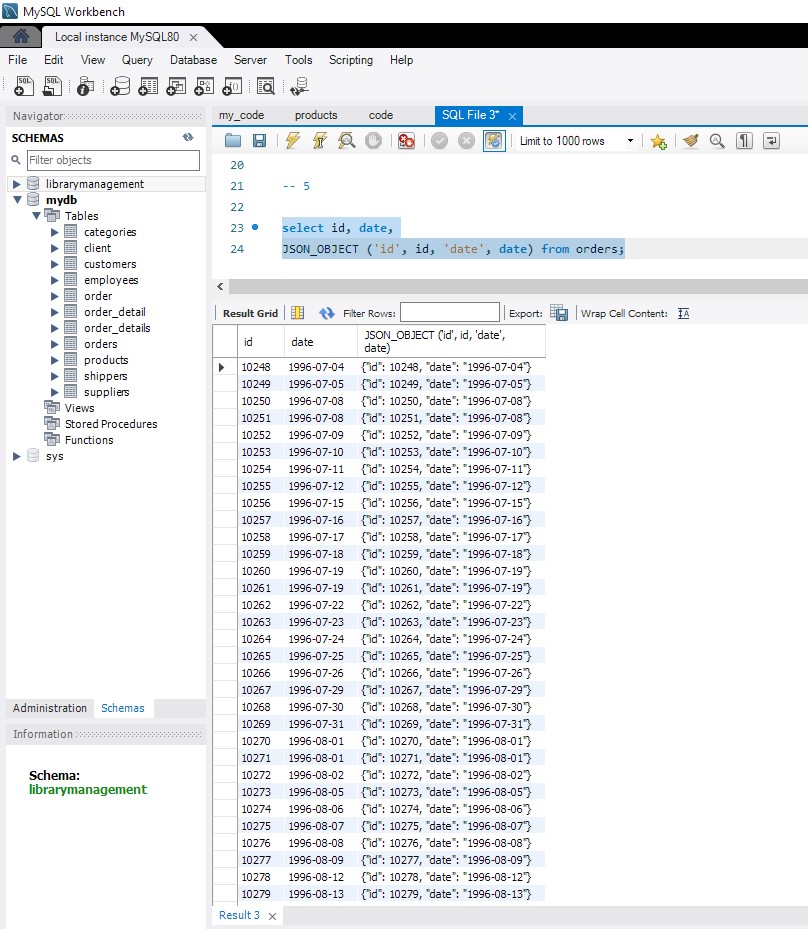 MySQL Workbench
Local instance MySQL80
File Edit View Query Database Server Tools Scripting Help
Navigator
SCHEMAS
Filter objects
librarymanagement
mydb
Tables
categories
client
customers
employees
order
order_detail
order_details
orders
products
shippers
suppliers
Views
Stored Procedures
Functions
sys
Administration Schemas
Information
Schema:
librarymanagement
my_code products code SQL File 3*
Limit to 1000 rows
20
21 -- 5
22
23 select id, date,
24 JSON_OBJECT ('id', id, 'date', date) from orders;
Result Grid Filter Rows: Export: Wrap Cell Content:
id date JSON_OBJECT ('id', id, 'date',
date)
10248 1996-07-04 {"id": 10248, "date": "1996-07-04"}
10249 1996-07-05 {"id": 10249, "date": "1996-07-05"}
10250 1996-07-08 {"id": 10250, "date": "1996-07-08"}
10251 1996-07-08 {"id": 10251, "date": "1996-07-08"}
10252 1996-07-09 {"id": 10252, "date": "1996-07-09"}
10253 1996-07-10 {"id": 10253, "date": "1996-07-10"}
10254 1996-07-11 {"id": 10254, "date": "1996-07-11"}
10255 1996-07-12 {"id": 10255, "date": "1996-07-12"}
10256 1996-07-15 {"id": 10256, "date": "1996-07-15"}
10257 1996-07-16 {"id": 10257, "date": "1996-07-16"}
10258 1996-07-17 {"id": 10258, "date": "1996-07-17"}
10259 1996-07-18 {"id": 10259, "date": "1996-07-18"}
10260 1996-07-19 {"id": 10260, "date": "1996-07-19"}
10261 1996-07-19 {"id": 10261, "date": "1996-07-19"}
10262 1996-07-22 {"id": 10262, "date": "1996-07-22"}
10263 1996-07-23 {"id": 10263, "date": "1996-07-23"}
10264 1996-07-24 {"id": 10264, "date": "1996-07-24"}
10265 1996-07-25 {"id": 10265, "date": "1996-07-25"}
10266 1996-07-26 {"id": 10266, "date": "1996-07-26"}
10267 1996-07-29 {"id": 10267, "date": "1996-07-29"}
10268 1996-07-30 {"id": 10268, "date": "1996-07-30"}
10269 1996-07-31 {"id": 10269, "date": "1996-07-31"}
10270 1996-08-01 {"id": 10270, "date": "1996-08-01"}
10271 1996-08-01 {"id": 10271, "date": "1996-08-01"}
10272 1996-08-02 {"id": 10272, "date": "1996-08-02"}
10273 1996-08-05 {"id": 10273, "date": "1996-08-05"}
10274 1996-08-06 {"id": 10274, "date": "1996-08-06"}
10275 1996-08-07 {"id": 10275, "date": "1996-08-07"}
10276 1996-08-08 {"id": 10276, "date": "1996-08-08"}
10277 1996-08-09 {"id": 10277, "date": "1996-08-09"}
10278 1996-08-12 {"id": 10278, "date": "1996-08-12"}
10279 1996-08-13 {"id": 10279, "date": "1996-08-13"}
Result 3